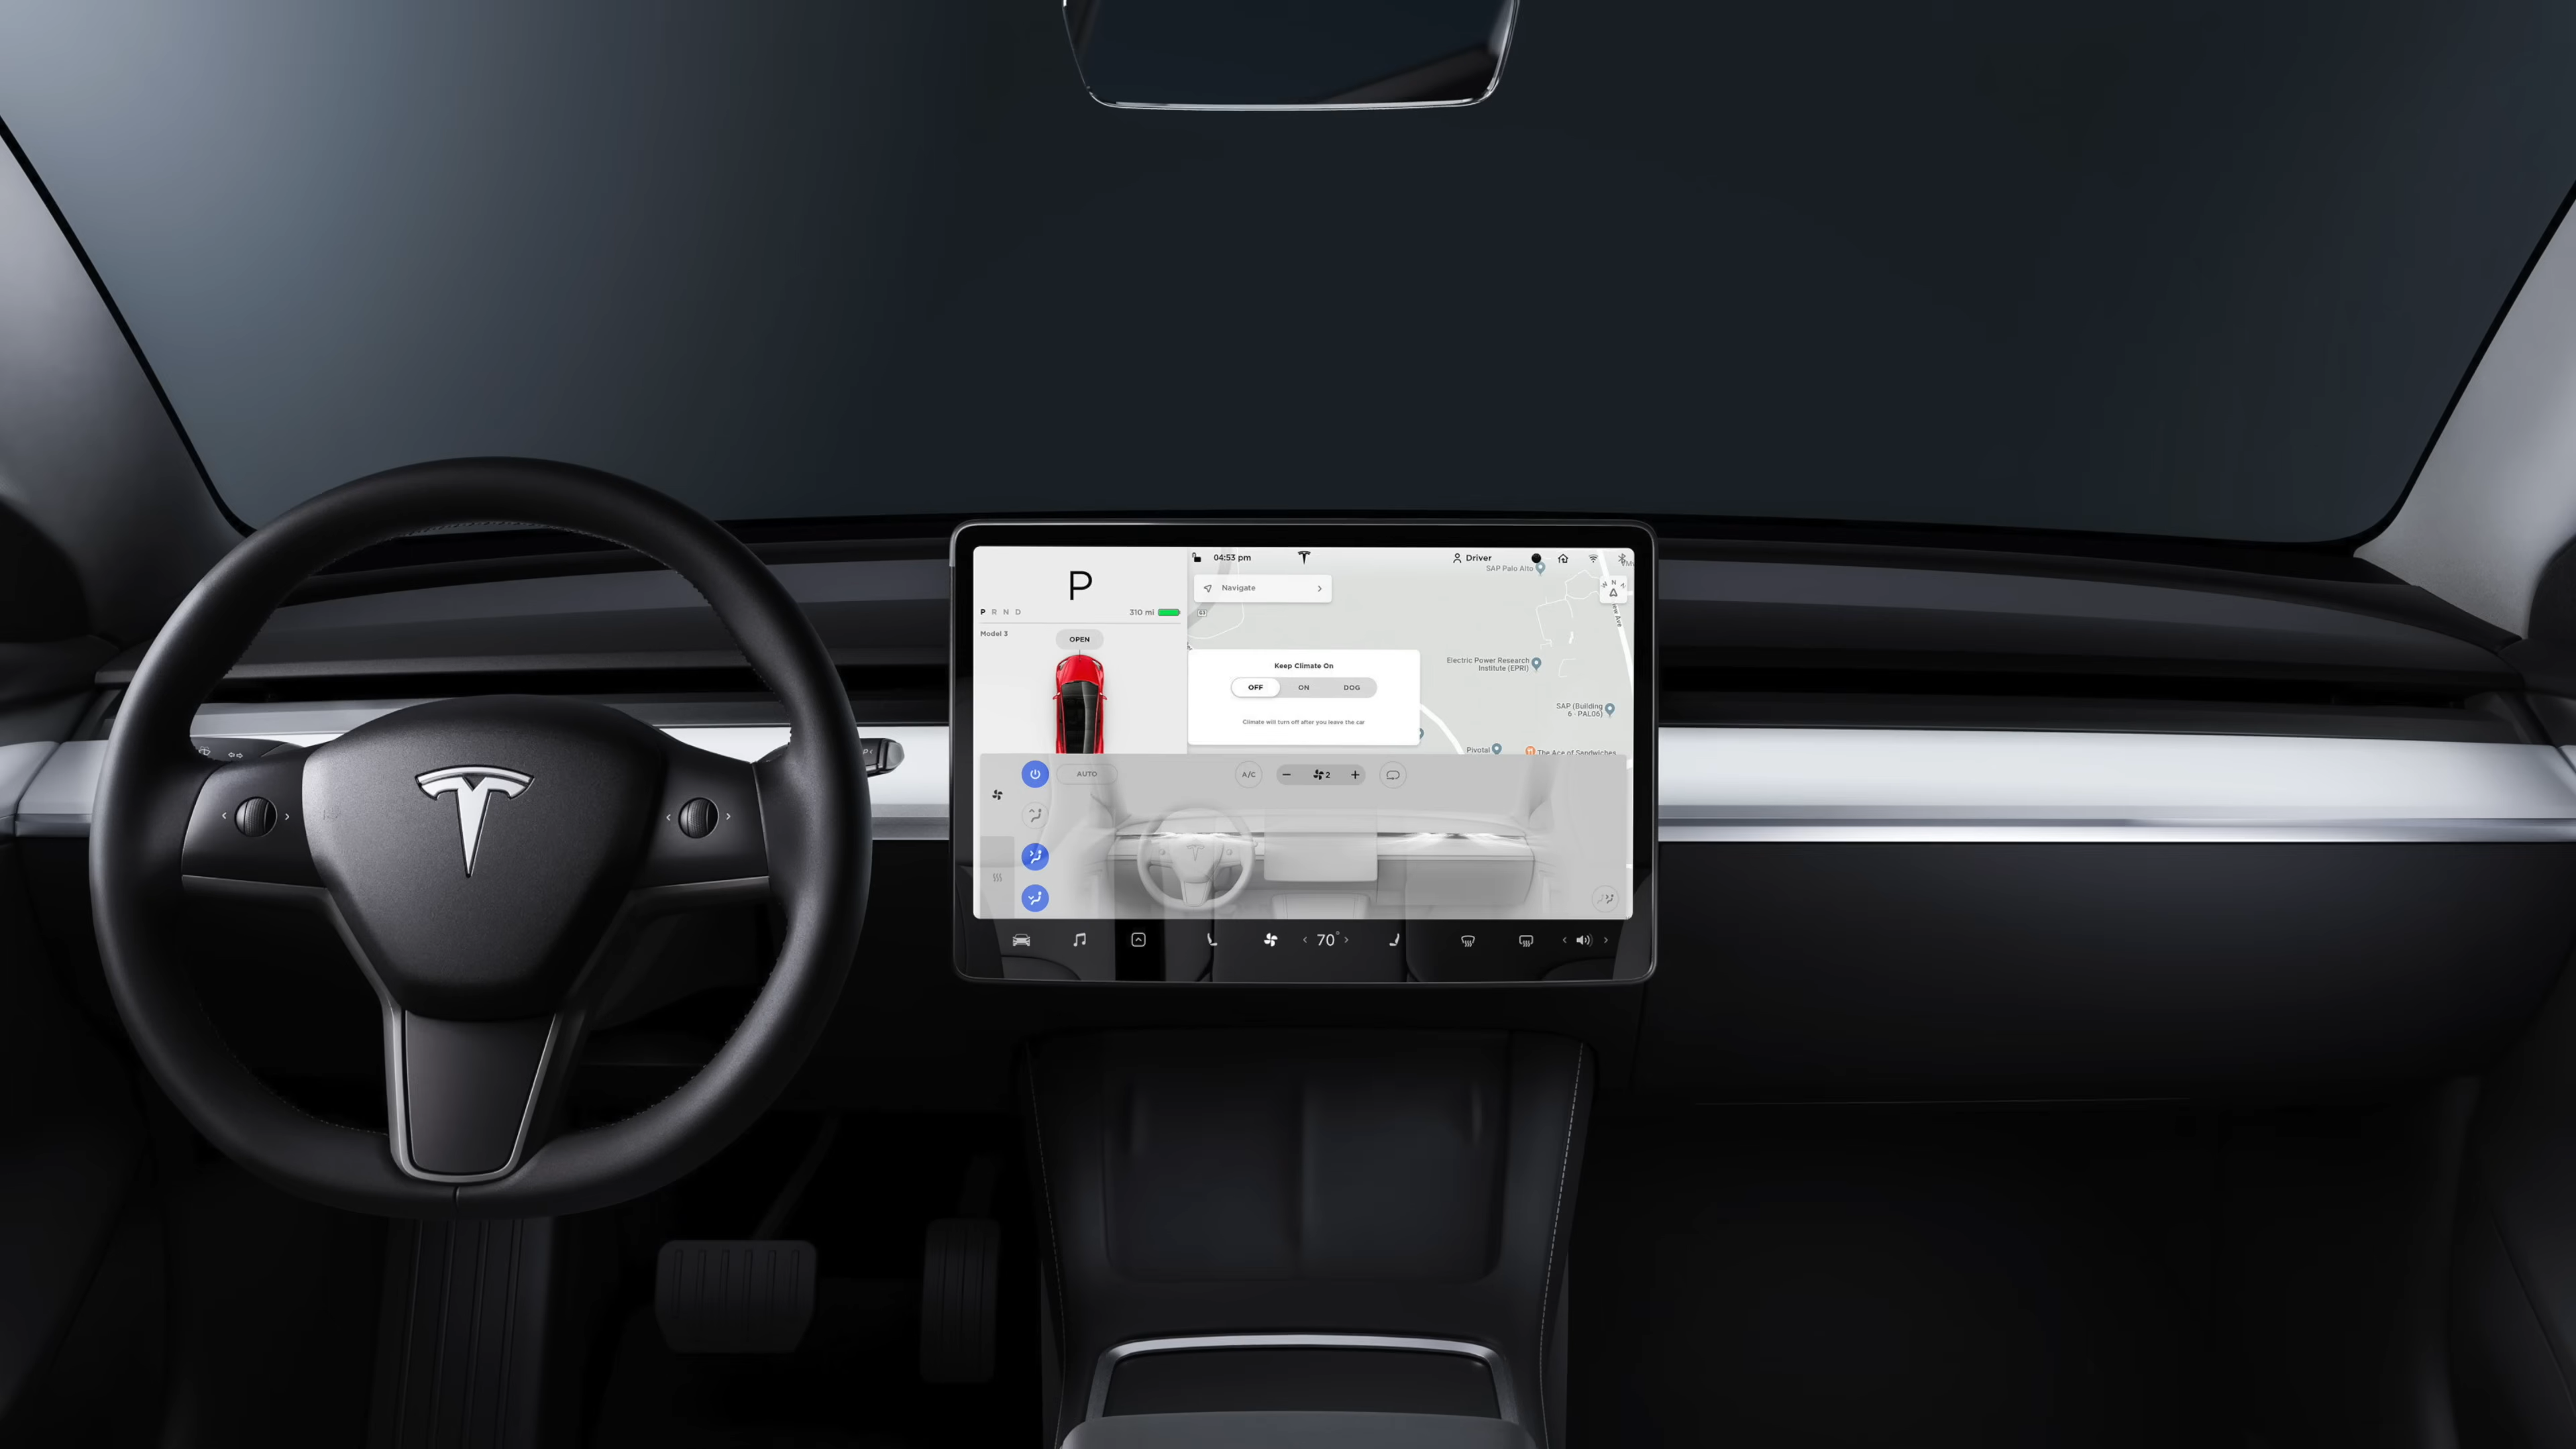 P
P R N D
310 mi
Model 3
OPEN
04:53 pm
Driver
SAP Palo Alto
Navigate
N
Keep Climate On
OFF
ON
DOG
Climate will turn off after you leave the car
Electric Power Research
Institute (EPRI)
SAP (Building
6 - PAL06)
Pivotal
The Ace of Sandwiches
AUTO
A/C
2
70°